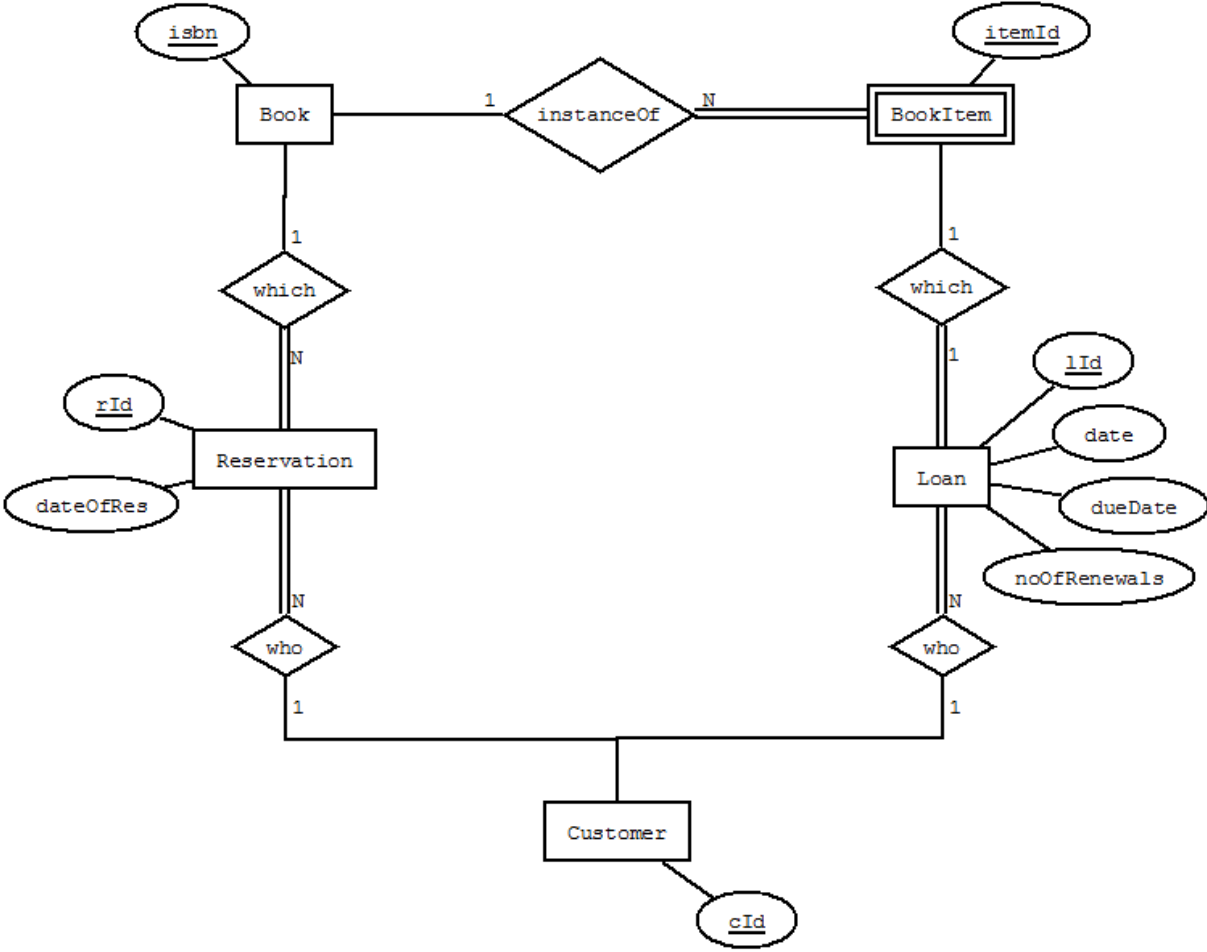 isbn
itemId
Book
1
instanceOf
N
BookItem
1
1
which
which
N
1
lId
rId
date
Reservation
Loan
dateOfRes
dueDate
noOfRenewals
N
N
who
who
1
1
Customer
cId